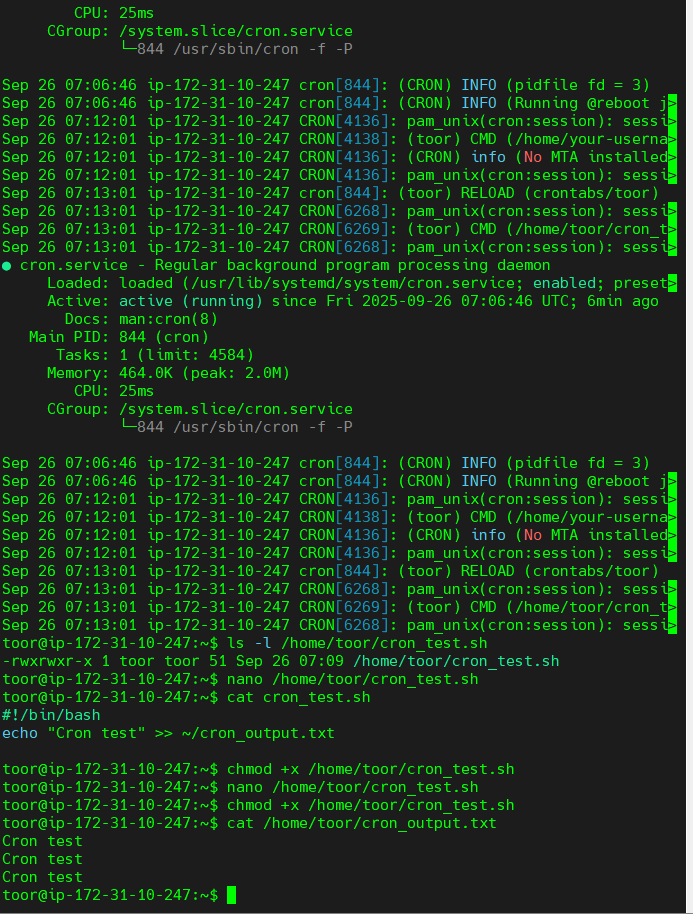 CPU: 25ms
CGroup: /system.slice/cron.service
└─844 /usr/sbin/cron -f -P
Sep 26 07:06:46 ip-172-31-10-247 cron[844]: (CRON) INFO (pidfile fd = 3)
Sep 26 07:06:46 ip-172-31-10-247 cron[844]: (CRON) INFO (Running @reboot j>
Sep 26 07:12:01 ip-172-31-10-247 CRON[4136]: pam_unix(cron:session): sessi>
Sep 26 07:12:01 ip-172-31-10-247 CRON[4138]: (toor) CMD (/home/your-userna>
Sep 26 07:12:01 ip-172-31-10-247 CRON[4136]: (CRON) info (No MTA installed>
Sep 26 07:12:01 ip-172-31-10-247 CRON[4136]: pam_unix(cron:session): sessi>
Sep 26 07:13:01 ip-172-31-10-247 cron[844]: (toor) RELOAD (crontabs/toor)
Sep 26 07:13:01 ip-172-31-10-247 CRON[6268]: pam_unix(cron:session): sessi>
Sep 26 07:13:01 ip-172-31-10-247 CRON[6269]: (toor) CMD (/home/toor/cron_t>
Sep 26 07:13:01 ip-172-31-10-247 CRON[6268]: pam_unix(cron:session): sessi>
● cron.service - Regular background program processing daemon
Loaded: loaded (/usr/lib/systemd/system/cron.service; enabled; preset>
Active: active (running) since Fri 2025-09-26 07:06:46 UTC; 6min ago
Docs: man:cron(8)
Main PID: 844 (cron)
Tasks: 1 (limit: 4584)
Memory: 464.0K (peak: 2.0M)
CPU: 25ms
CGroup: /system.slice/cron.service
└─844 /usr/sbin/cron -f -P
Sep 26 07:06:46 ip-172-31-10-247 cron[844]: (CRON) INFO (pidfile fd = 3)
Sep 26 07:06:46 ip-172-31-10-247 cron[844]: (CRON) INFO (Running @reboot j>
Sep 26 07:12:01 ip-172-31-10-247 CRON[4136]: pam_unix(cron:session): sessi>
Sep 26 07:12:01 ip-172-31-10-247 CRON[4138]: (toor) CMD (/home/your-userna>
Sep 26 07:12:01 ip-172-31-10-247 CRON[4136]: (CRON) info (No MTA installed>
Sep 26 07:12:01 ip-172-31-10-247 CRON[4136]: pam_unix(cron:session): sessi>
Sep 26 07:13:01 ip-172-31-10-247 cron[844]: (toor) RELOAD (crontabs/toor)
Sep 26 07:13:01 ip-172-31-10-247 CRON[6268]: pam_unix(cron:session): sessi>
Sep 26 07:13:01 ip-172-31-10-247 CRON[6269]: (toor) CMD (/home/toor/cron_t>
Sep 26 07:13:01 ip-172-31-10-247 CRON[6268]: pam_unix(cron:session): sessi>
toor@ip-172-31-10-247:~$ ls -l /home/toor/cron_test.sh
-rwxrwxr-x 1 toor toor 51 Sep 26 07:09 /home/toor/cron_test.sh
toor@ip-172-31-10-247:~$ nano /home/toor/cron_test.sh
toor@ip-172-31-10-247:~$ cat cron_test.sh
#!/bin/bash
echo "Cron test" >> ~/cron_output.txt
toor@ip-172-31-10-247:~$ chmod +x /home/toor/cron_test.sh
toor@ip-172-31-10-247:~$ nano /home/toor/cron_test.sh
toor@ip-172-31-10-247:~$ chmod +x /home/toor/cron_test.sh
toor@ip-172-31-10-247:~$ cat /home/toor/cron_output.txt
Cron test
Cron test
Cron test
toor@ip-172-31-10-247:~$